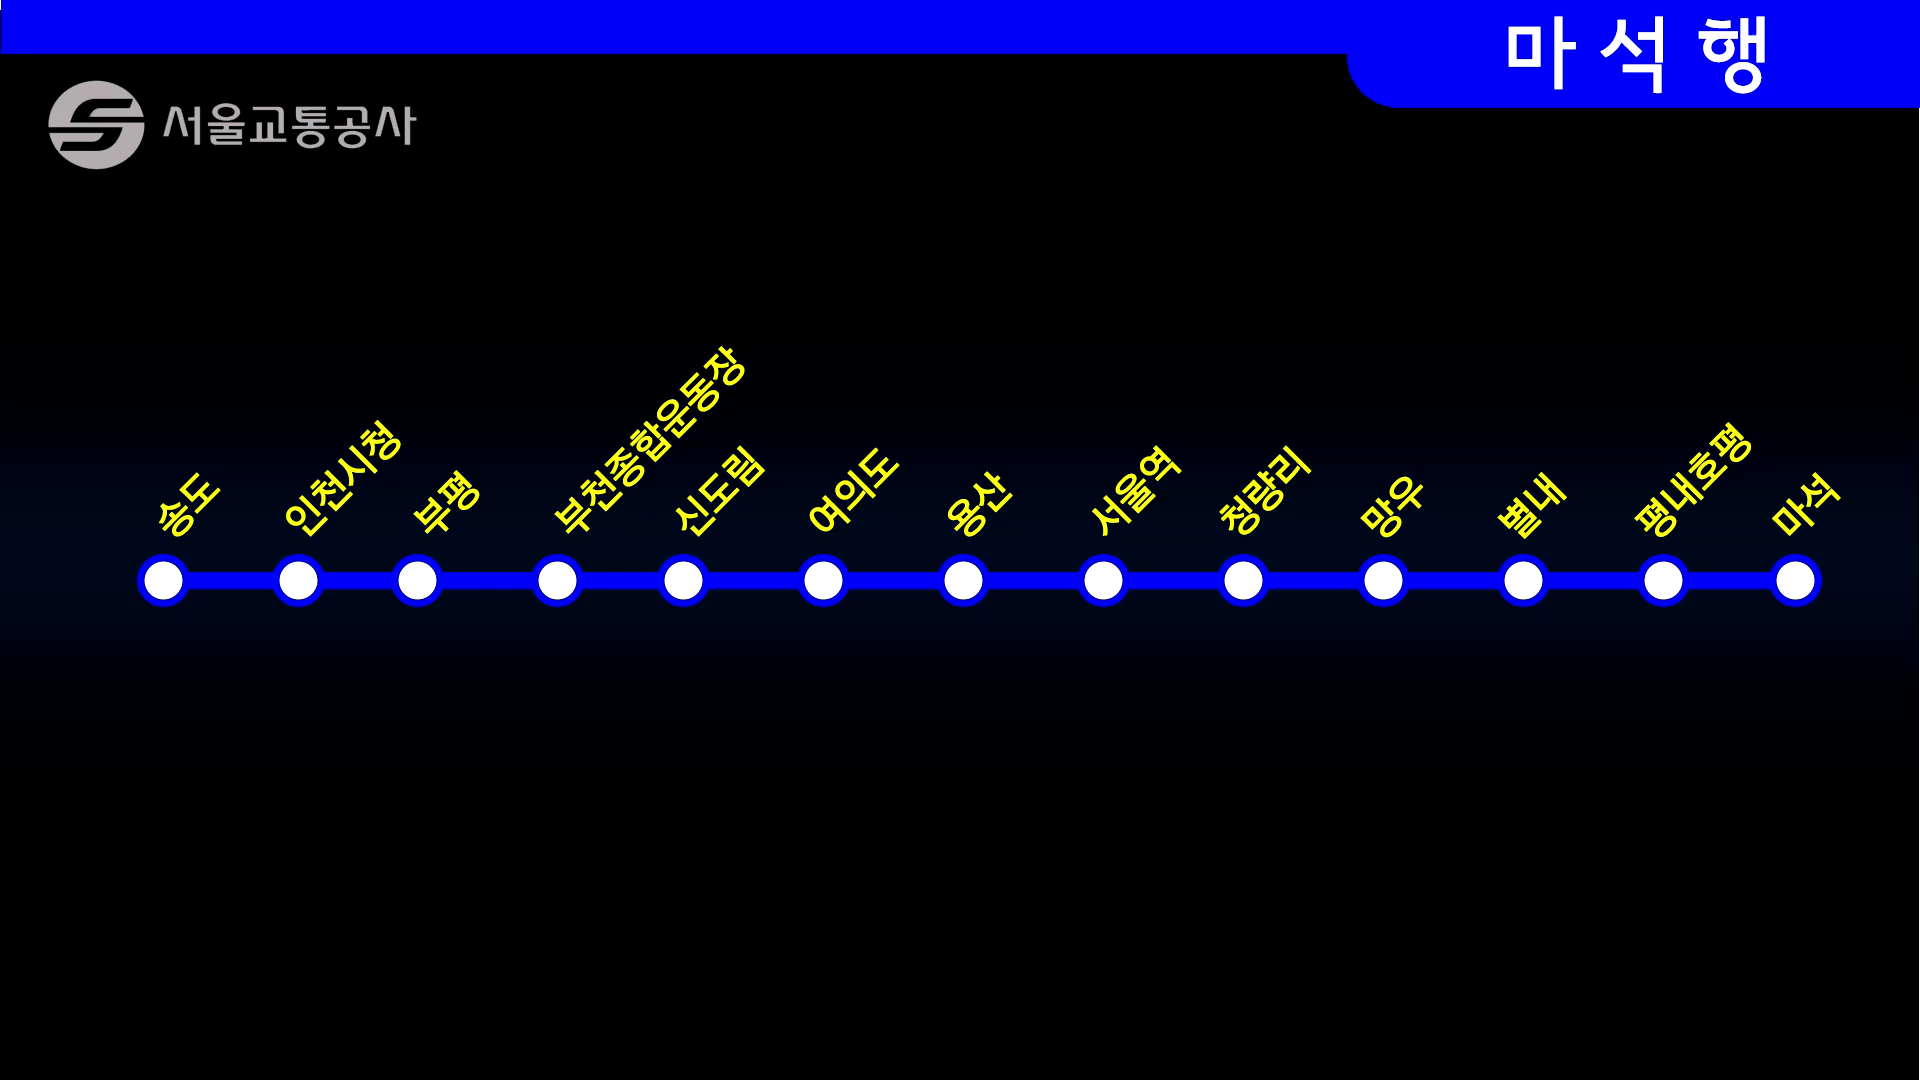 마석행
서울교통공사
송도
인천시청
부평
부천종합운동장
신도림
여의도
용산
서울역
청량리
망우
별내
평내호평
마석